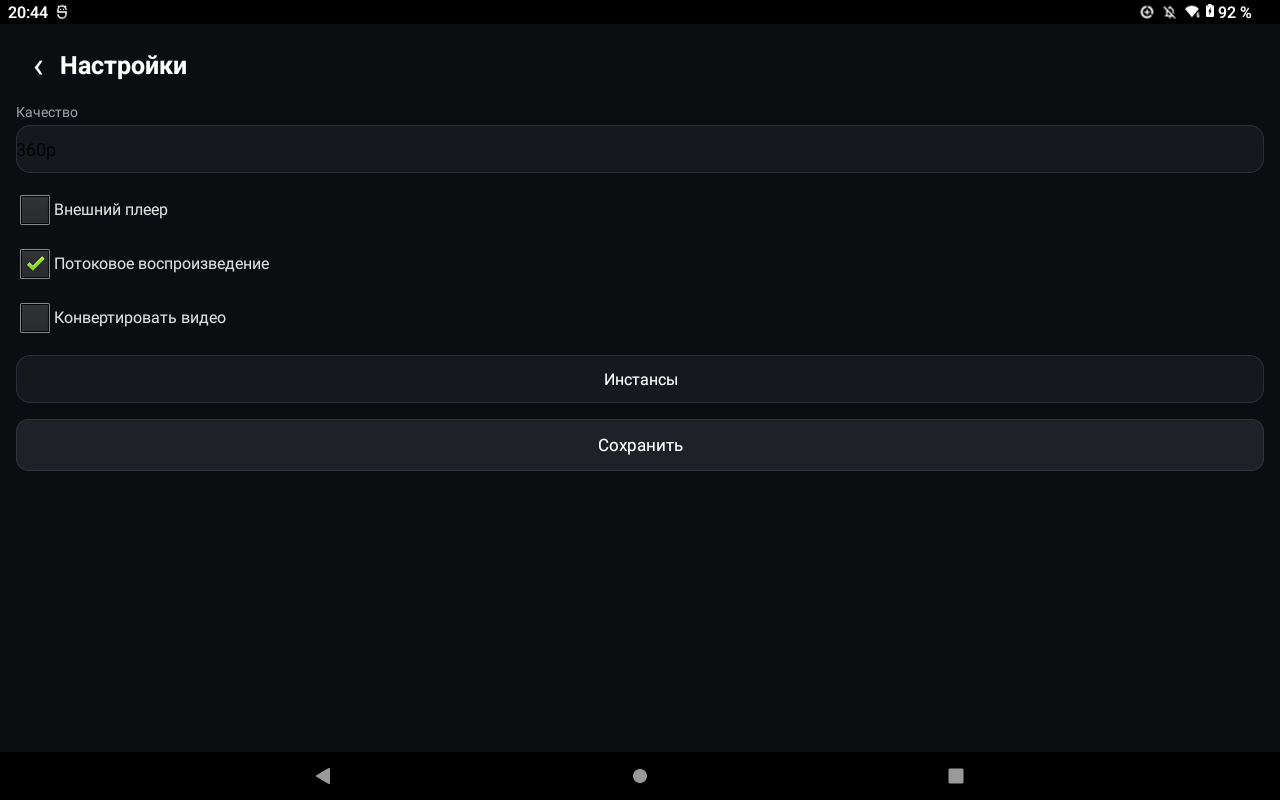 20:44
92 %
Настройки
Качество
360p
Внешний плеер
Потоковое воспроизведение
Конвертировать видео
Инстансы
Сохранить